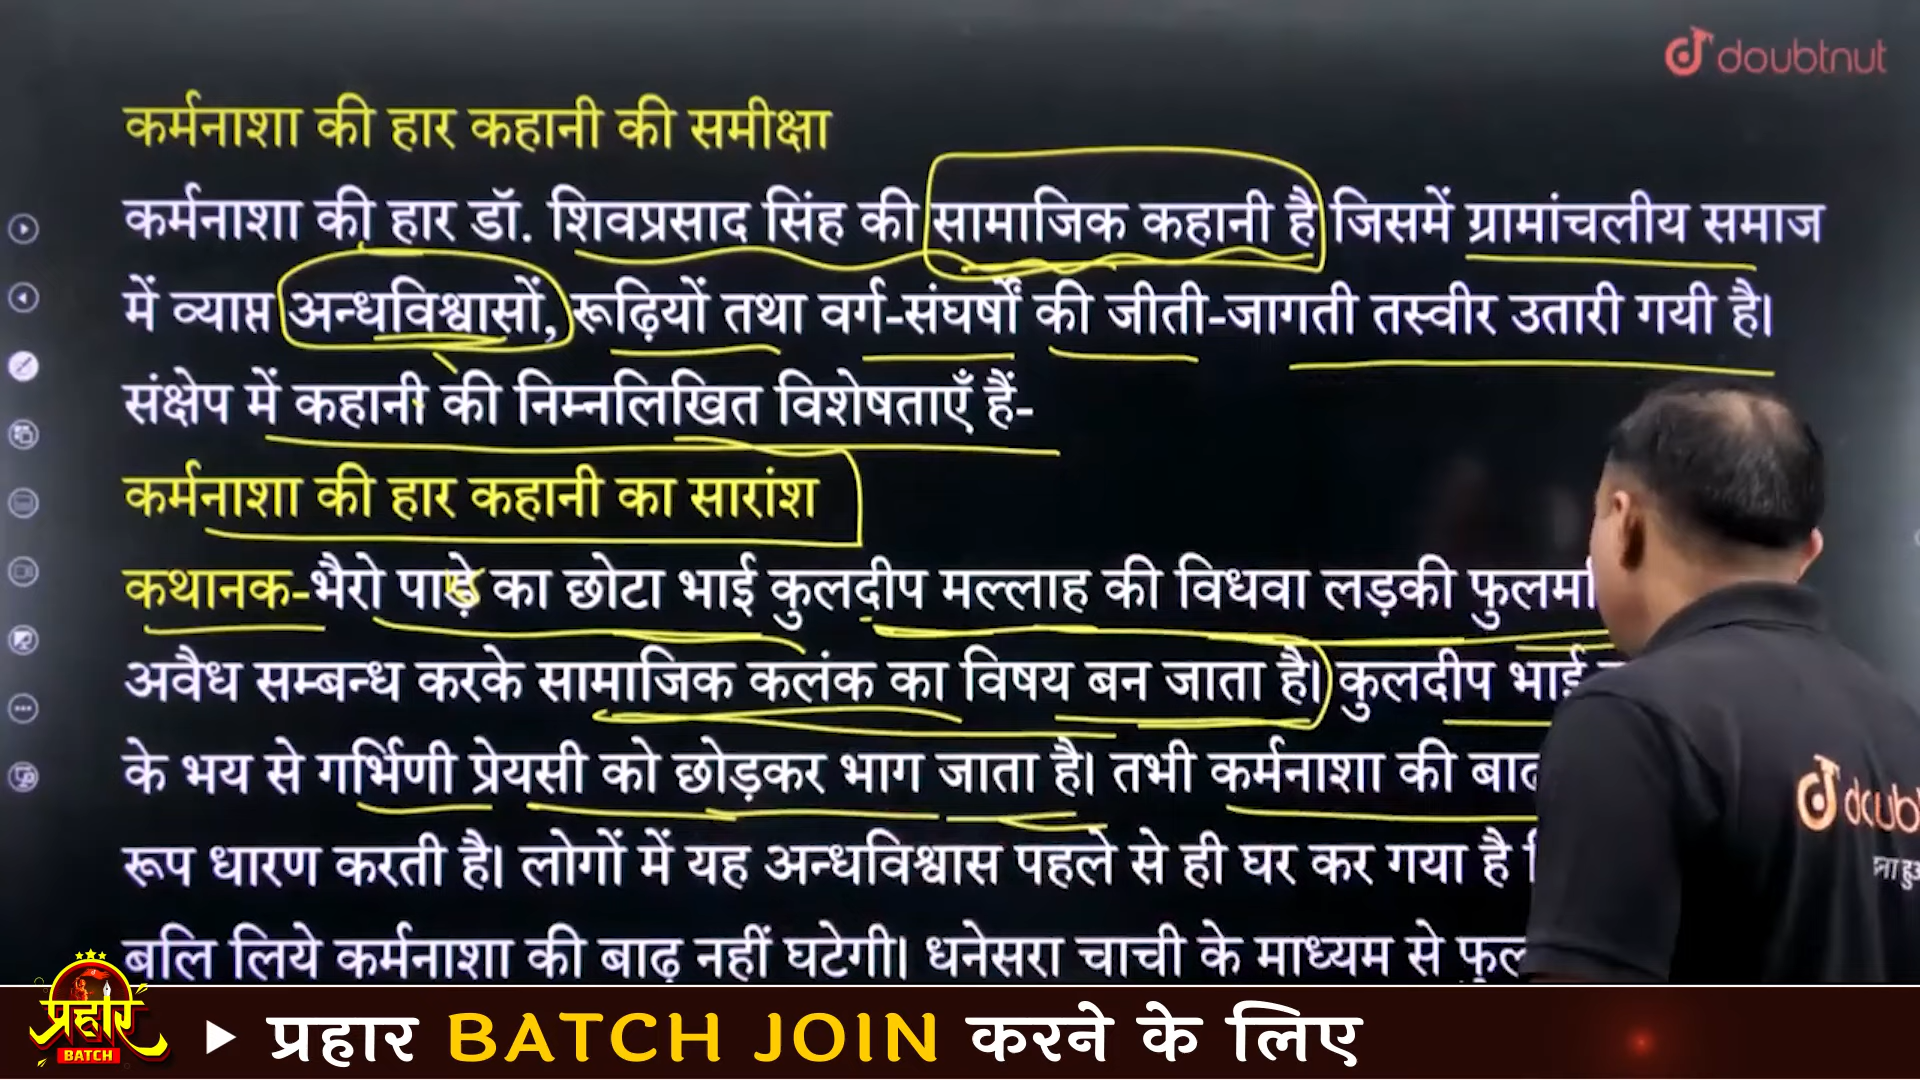 doubtnut
कर्मनाशा की हार कहानी की समीक्षा
कर्मनाशा की हार डॉ. शिवप्रसाद सिंह की सामाजिक कहानी है जिसमें ग्रामांचलीय समाज
में व्याप्त अन्धविश्वासों, रूढ़ियों तथा वर्ग-संघर्षों की जीती-जागती तस्वीर उतारी गयी है।
संक्षेप में कहानी की निम्नलिखित विशेषताएँ हैं-
कर्मनाशा की हार कहानी का सारांश
कथानक-भैरो पाड़े का छोटा भाई कुलदीप मल्लाह की विधवा लड़की
अवैध सम्बन्ध करके सामाजिक कलंक का विषय बन जाता है। कुलदीप भाई
के भय से गर्भिणी प्रेयसी को छोड़कर भाग जाता है। तभी कर्मनाशा की
रूप धारण करती है। लोगों में यह अन्धविश्वास पहले से ही घर कर गया है
बलि लिये कर्मनाशा की बाढ़ नहीं घटेगी। धनेसरा चाची के माध्यम से
प्रहार
BATCH
प्रहार BATCH JOIN करने के लिए